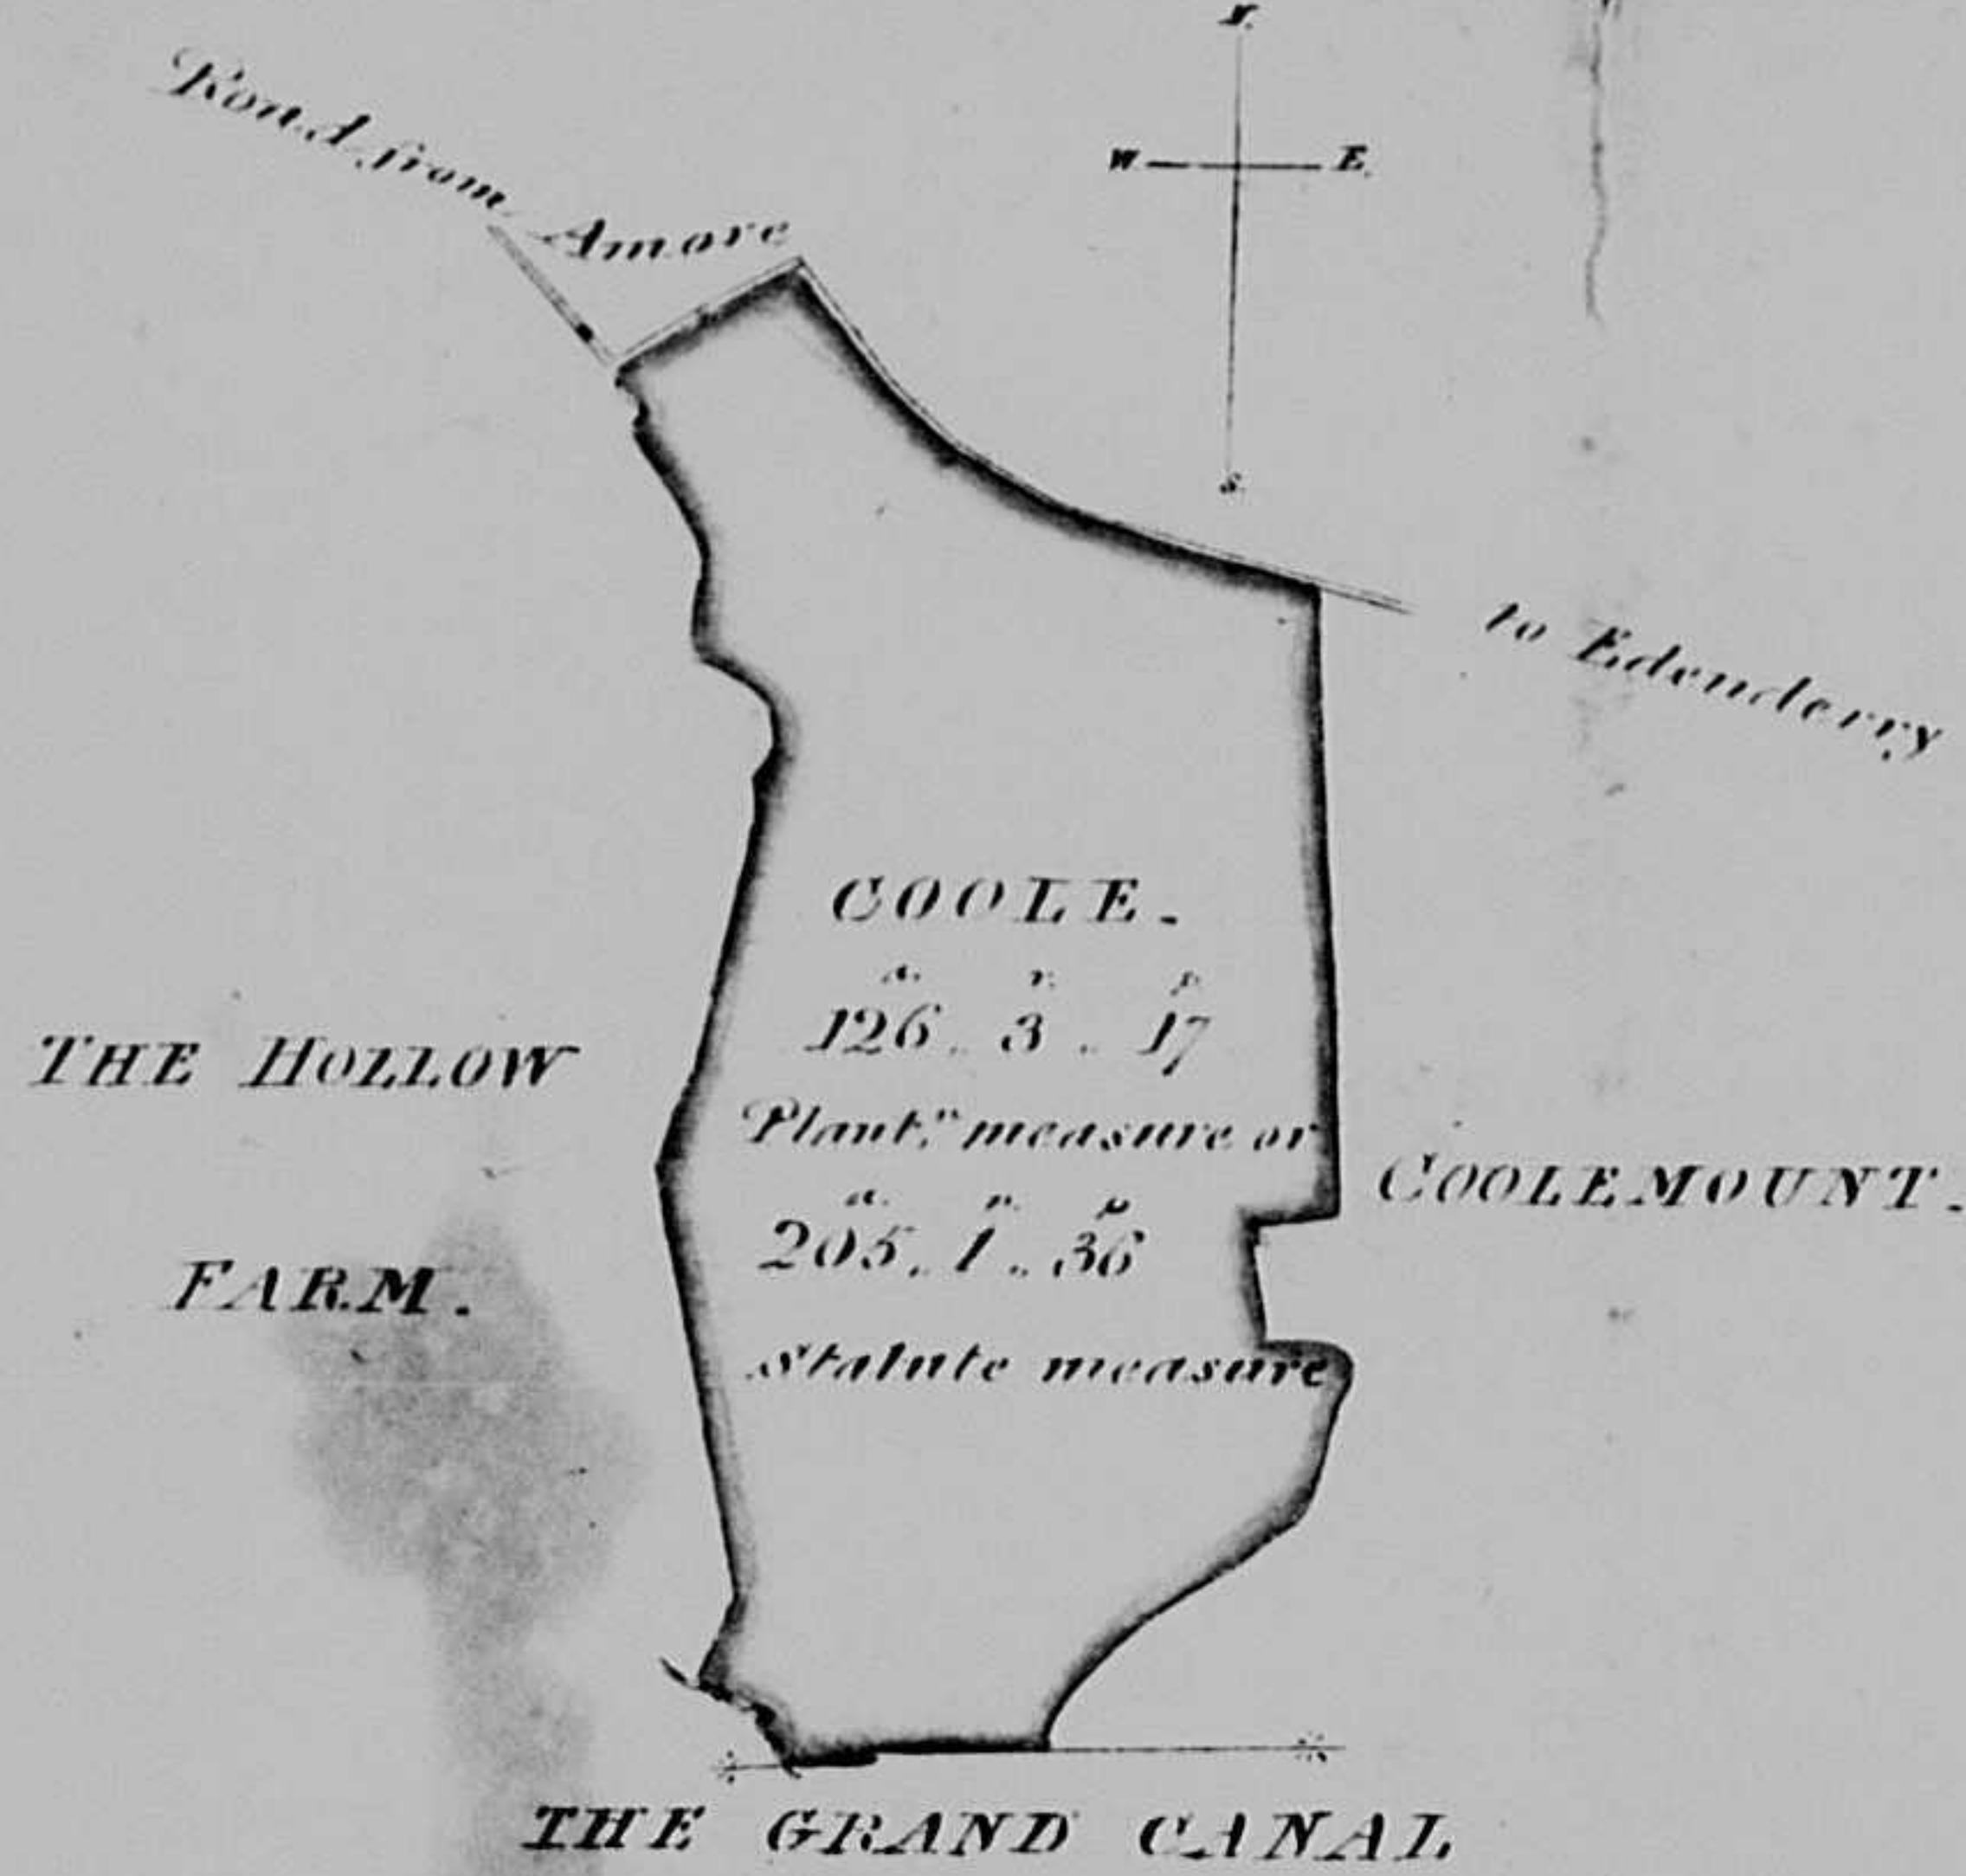 N.
W E.
S.
Road from Amore
to Edenderry
COOLE.
a. r. p.
126 .. 3 .. 17
Plant.n measure or
a. r. p
205 .. 1 .. 36
Statute measure
THE HOLLOW
FARM.
COOLEMOUNT.
THE GRAND CANAL